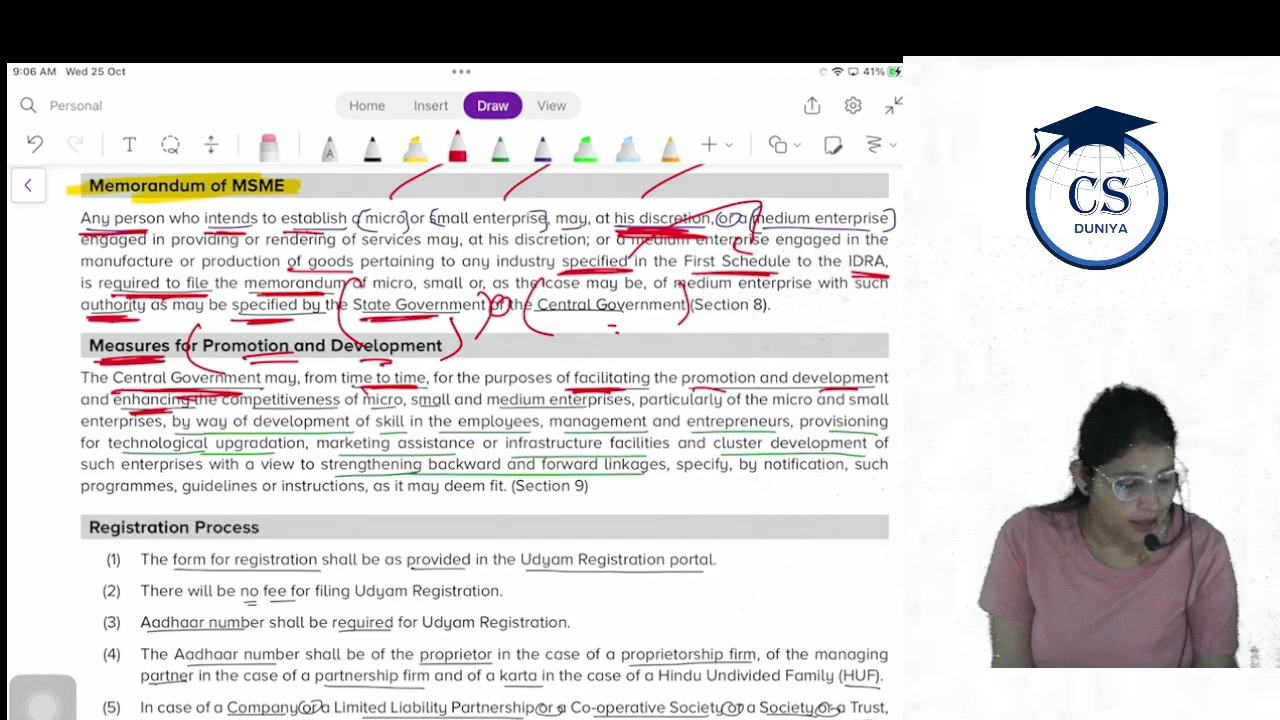 9:06 AM Wed 25 Oct
41%
Personal
Home Insert Draw View
T
A
Memorandum of MSME
Any person who intends to establish a micro or small enterprise, may, at his discretion, or a medium enterprise
engaged in providing or rendering of services may, at his discretion; or a medium enterprise engaged in the
manufacture or production of goods pertaining to any industry specified in the First Schedule to the IDRA,
is required to file the memorandum of micro, small or, as the case may be, of medium enterprise with such
authority as may be specified by the State Government or the Central Government (Section 8).
Measures for Promotion and Development
The Central Government may, from time to time, for the purposes of facilitating the promotion and development
and enhancing the competitiveness of micro, small and medium enterprises, particularly of the micro and small
enterprises, by way of development of skill in the employees, management and entrepreneurs, provisioning
for technological upgradation, marketing assistance or infrastructure facilities and cluster development of
such enterprises with a view to strengthening backward and forward linkages, specify, by notification, such
programmes, guidelines or instructions, as it may deem fit. (Section 9)
Registration Process
(1) The form for registration shall be as provided in the Udyam Registration portal.
(2) There will be no fee for filing Udyam Registration.
(3) Aadhaar number shall be required for Udyam Registration.
(4) The Aadhaar number shall be of the proprietor in the case of a proprietorship firm, of the managing
partner in the case of a partnership firm and of a karta in the case of a Hindu Undivided Family (HUF).
(5) In case of a Company or a Limited Liability Partnership or a Co-operative Society or a Society or a Trust,
CS
DUNIYA